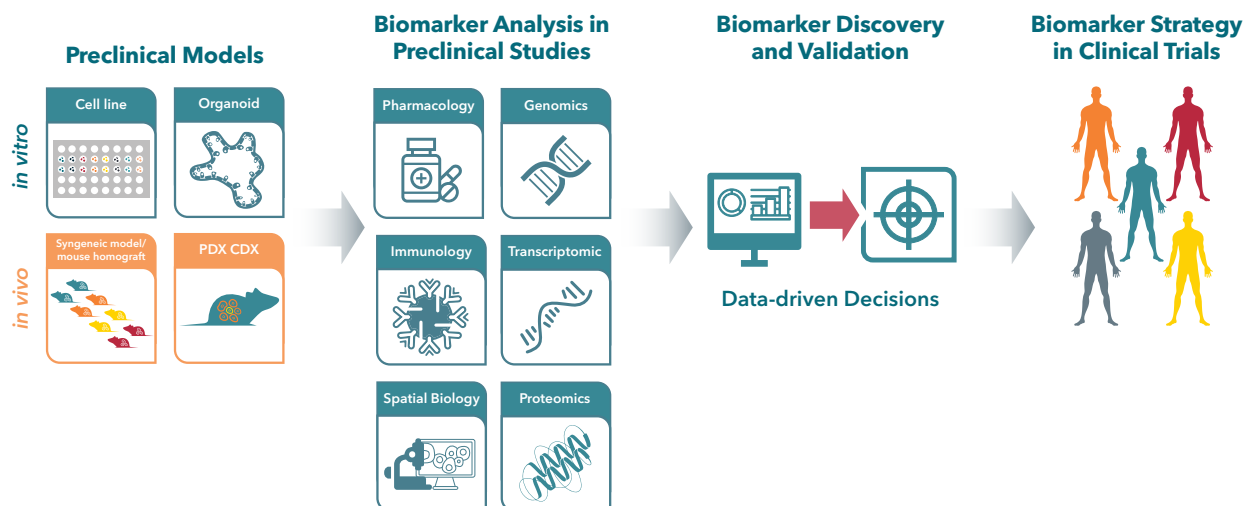 Preclinical Models
Biomarker Analysis in
Preclinical Studies
Biomarker Discovery
and Validation
Biomarker Strategy
in Clinical Trials
in vitro
Cell line
Organoid
in vivo
Syngeneic model/
mouse homograft
PDX CDX
Pharmacology
Genomics
Immunology
Transcriptomic
Spatial Biology
Proteomics
Data-driven Decisions